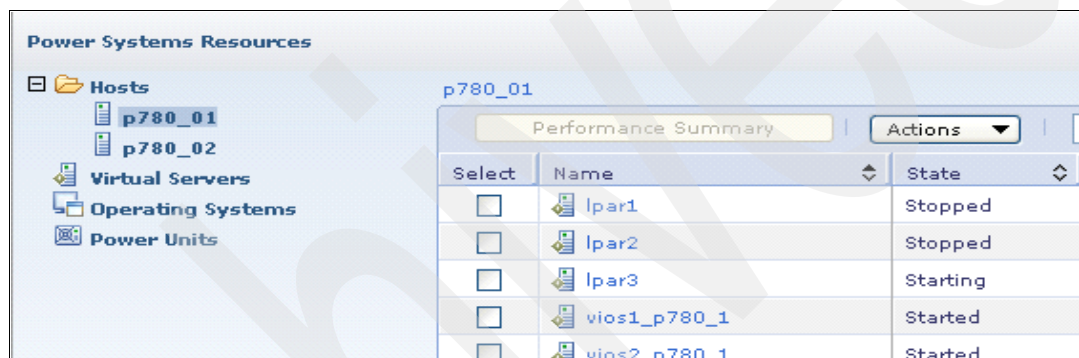 Power Systems Resources
Hosts
p780_01
p780_02
Virtual Servers
Operating Systems
Power Units
p780_01
Performance Summary Actions
Select Name State
lpar1 Stopped
lpar2 Stopped
lpar3 Starting
vios1_p780_1 Started
vios2_p780_1 Started